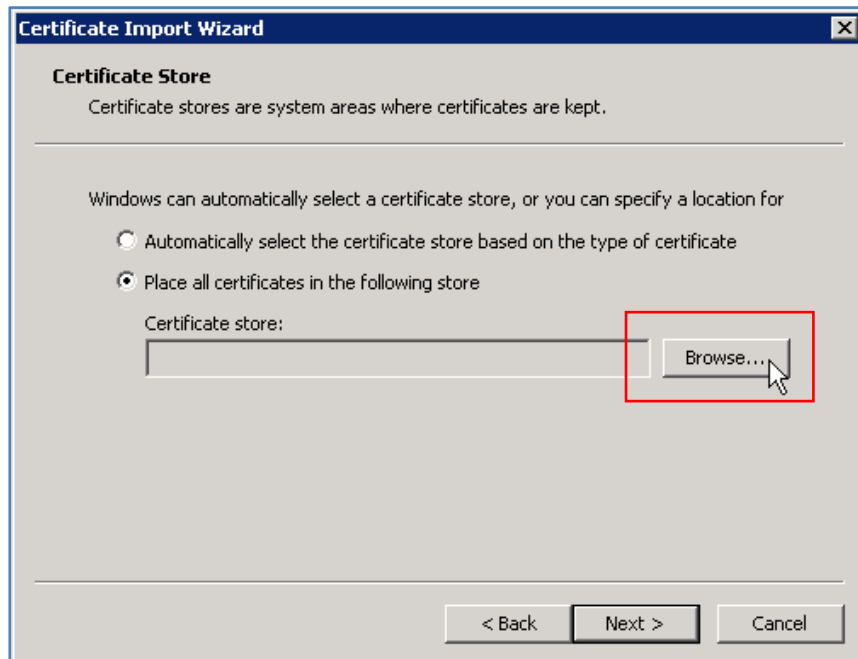 Certificate Import Wizard
Certificate Store
Certificate stores are system areas where certificates are kept.
Windows can automatically select a certificate store, or you can specify a location for
Automatically select the certificate store based on the type of certificate
Place all certificates in the following store
Certificate store:
Browse...
< Back
Next >
Cancel